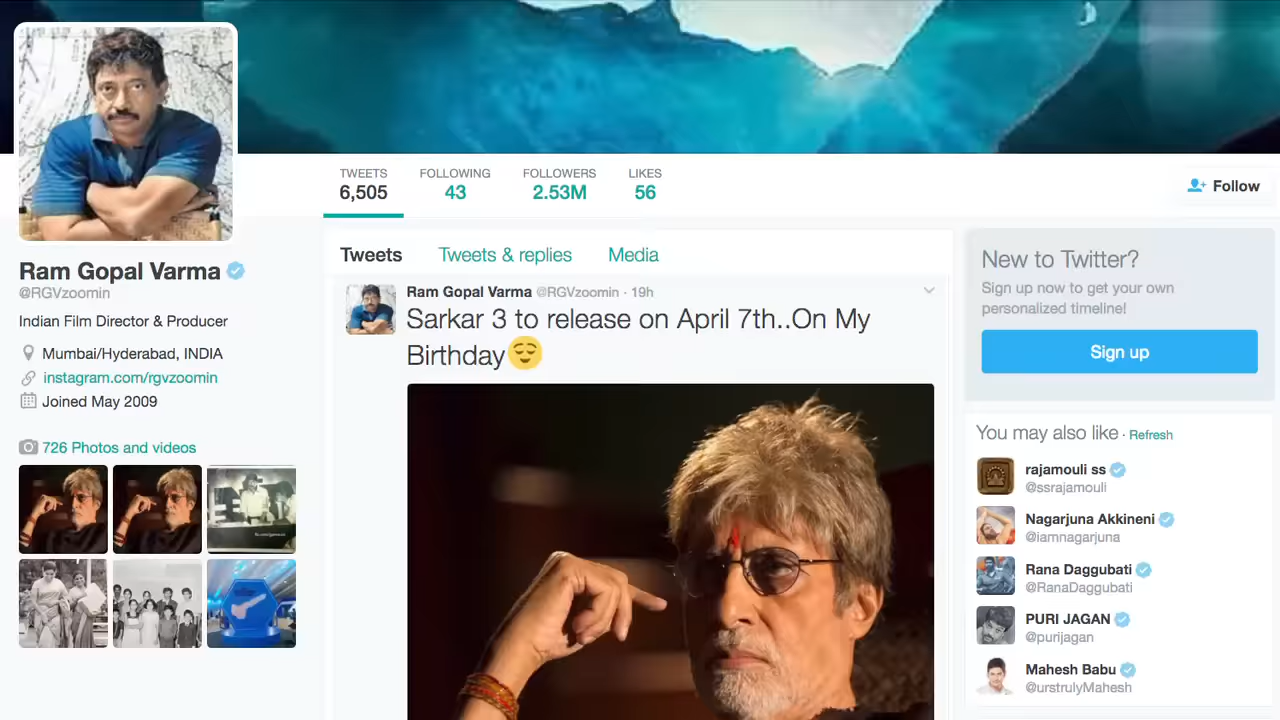 TWEETS
6,505
FOLLOWING
43
FOLLOWERS
2.53M
LIKES
56
Follow
Ram Gopal Varma
@RGVzoomin
Indian Film Director & Producer
Mumbai/Hyderabad, INDIA
instagram.com/rgvzoomin
Joined May 2009
726 Photos and videos
Tweets
Tweets & replies
Media
Ram Gopal Varma @RGVzoomin · 19h
Sarkar 3 to release on April 7th..On My
Birthday😌
New to Twitter?
Sign up now to get your own
personalized timeline!
Sign up
You may also like · Refresh
rajamouli ss
@ssrajamouli
Nagarjuna Akkineni
@iamnagarjuna
Rana Daggubati
@RanaDaggubati
PURI JAGAN
@purijagan
Mahesh Babu
@urstrulyMahesh